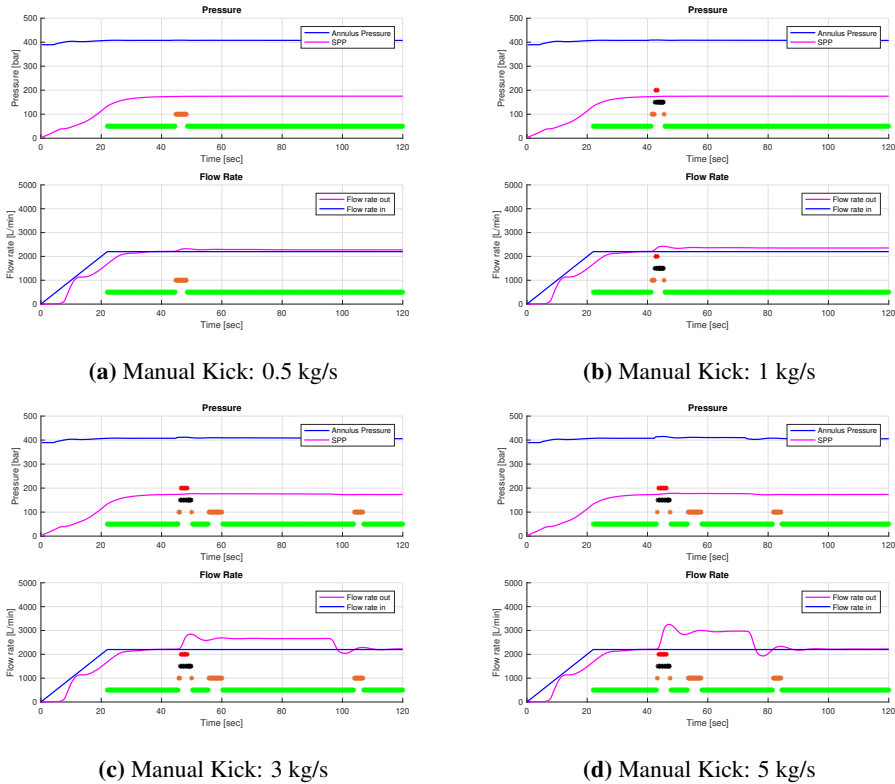 Pressure
500
400
300
200
100
0
Pressure [bar]
Annulus Pressure
SPP
0 20 40 60 80 100 120
Time [sec]
Flow Rate
5000
4000
3000
2000
1000
0
Flow rate [L/min]
Flow rate out
Flow rate in
0 20 40 60 80 100 120
Time [sec]
(a) Manual Kick: 0.5 kg/s
Pressure
500
400
300
200
100
0
Pressure [bar]
Annulus Pressure
SPP
0 20 40 60 80 100 120
Time [sec]
Flow Rate
5000
4000
3000
2000
1000
0
Flow rate [L/min]
Flow rate out
Flow rate in
0 20 40 60 80 100 120
Time [sec]
(b) Manual Kick: 1 kg/s
Pressure
500
400
300
200
100
0
Pressure [bar]
Annulus Pressure
SPP
0 20 40 60 80 100 120
Time [sec]
Flow Rate
5000
4000
3000
2000
1000
0
Flow rate [L/min]
Flow rate out
Flow rate in
0 20 40 60 80 100 120
Time [sec]
(c) Manual Kick: 3 kg/s
Pressure
500
400
300
200
100
0
Pressure [bar]
Annulus Pressure
SPP
0 20 40 60 80 100 120
Time [sec]
Flow Rate
5000
4000
3000
2000
1000
0
Flow rate [L/min]
Flow rate out
Flow rate in
0 20 40 60 80 100 120
Time [sec]
(d) Manual Kick: 5 kg/s